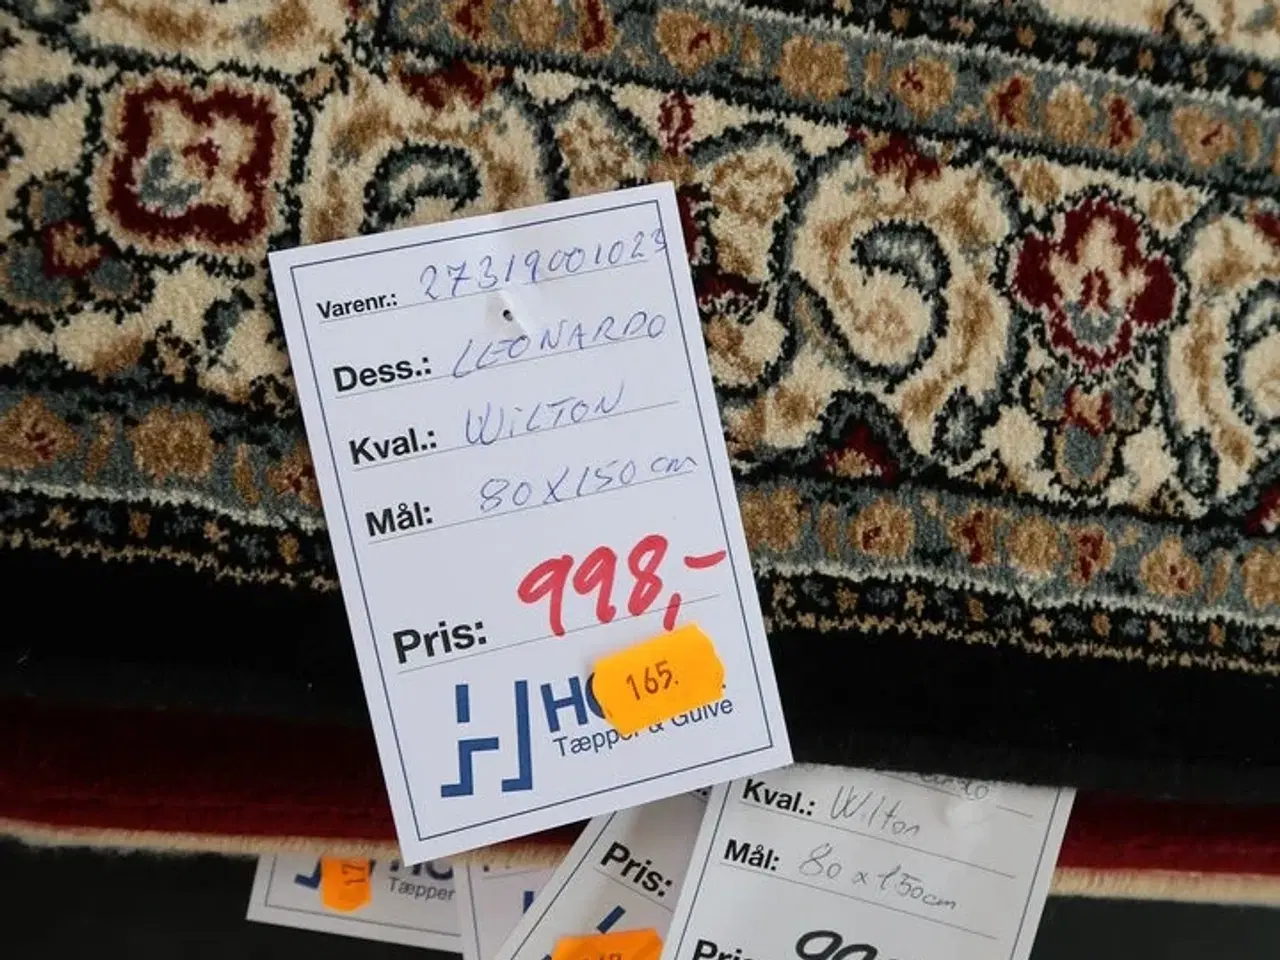 Varenr.: 27319001023
Dess.: LEONARDO
Kval.: WILTON
Mål: 80X150 cm
Pris: 998,-
165.
Tæpper & Gulve
Kval.: Wilton
Mål: 80 x 150cm
Pris:
Pris:
Tæpper